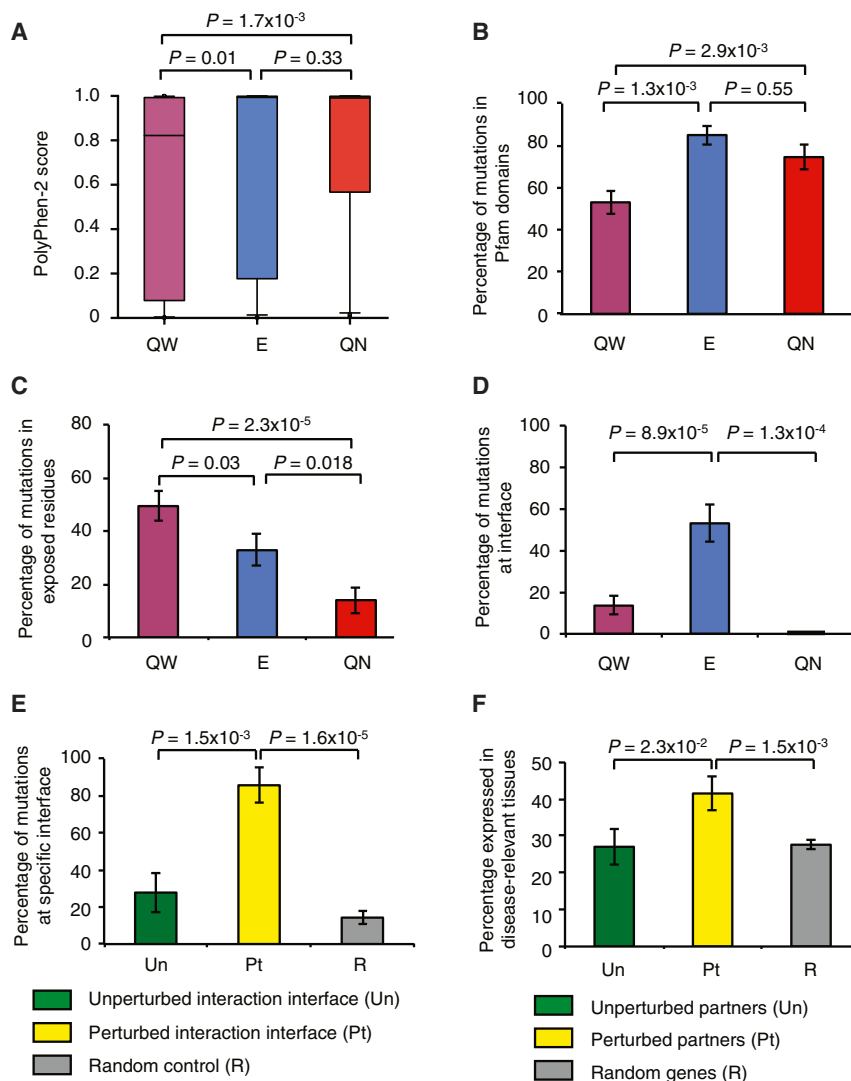 A
P = 1.7x10⁻³
P = 0.01
P = 0.33
PolyPhen-2 score
1.0
0.8
0.6
0.4
0.2
0
QW
E
QN
B
P = 2.9x10⁻³
P = 1.3x10⁻³
P = 0.55
Percentage of mutations in
Pfam domains
100
80
60
40
20
0
QW
E
QN
C
P = 2.3x10⁻⁵
P = 0.03
P = 0.018
Percentage of mutations in
exposed residues
80
60
40
20
0
QW
E
QN
D
P = 8.9x10⁻⁵
P = 1.3x10⁻⁴
Percentage of mutations
at interface
100
80
60
40
20
0
QW
E
QN
E
P = 1.5x10⁻³
P = 1.6x10⁻⁵
Percentage of mutations
at specific interface
100
80
60
40
20
0
Un
Pt
R
Unperturbed interaction interface (Un)
Perturbed interaction interface (Pt)
Random control (R)
F
P = 2.3x10⁻²
P = 1.5x10⁻³
Percentage expressed in
disease-relevant tissues
50
40
30
20
10
0
Un
Pt
R
Unperturbed partners (Un)
Perturbed partners (Pt)
Random genes (R)